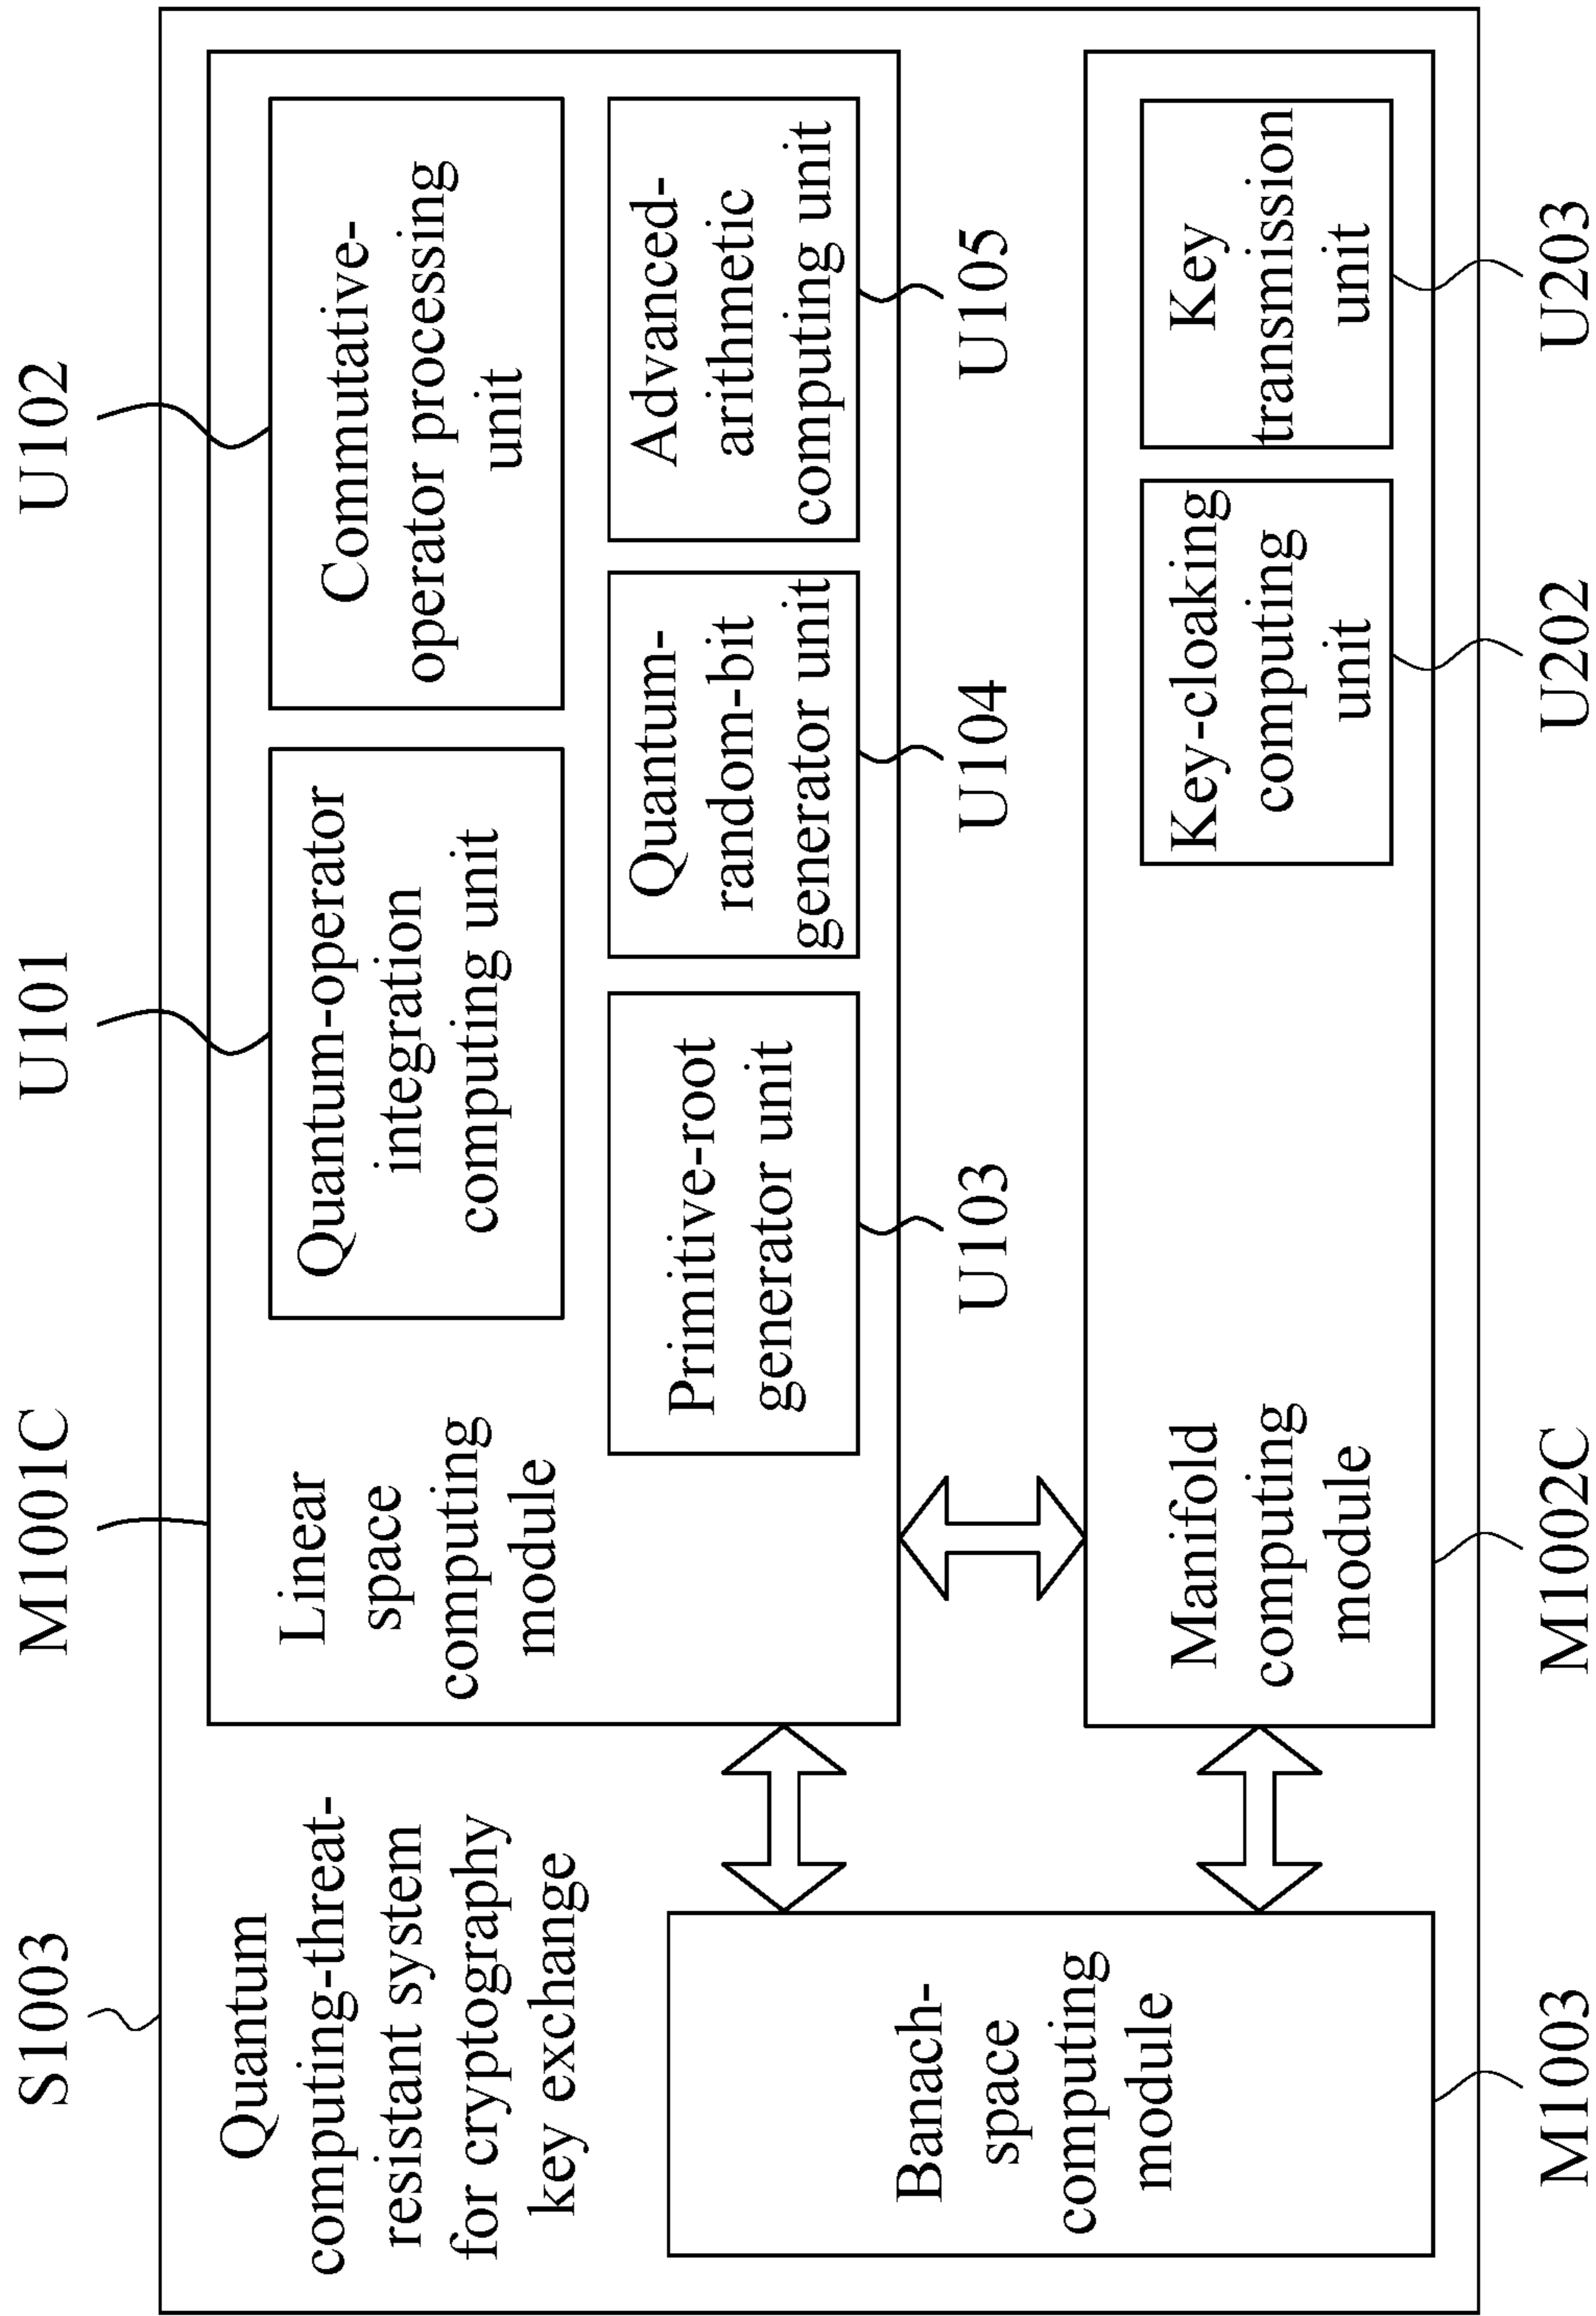 S1003
M1001C
U101
U102
Quantum
computing-threat-
resistant system
for cryptography
key exchange
Linear
space
computing
module
Quantum-operator
integration
computing unit
Commutative-
operator processing
unit
Primitive-root
generator unit
Quantum-
random-bit
generator unit
Advanced-
arithmetic
computing unit
U103
U104
U105
Banach-
space
computing
module
Manifold
computing
module
Key-cloaking
computing
unit
Key
transmission
unit
M1003
M1002C
U202
U203